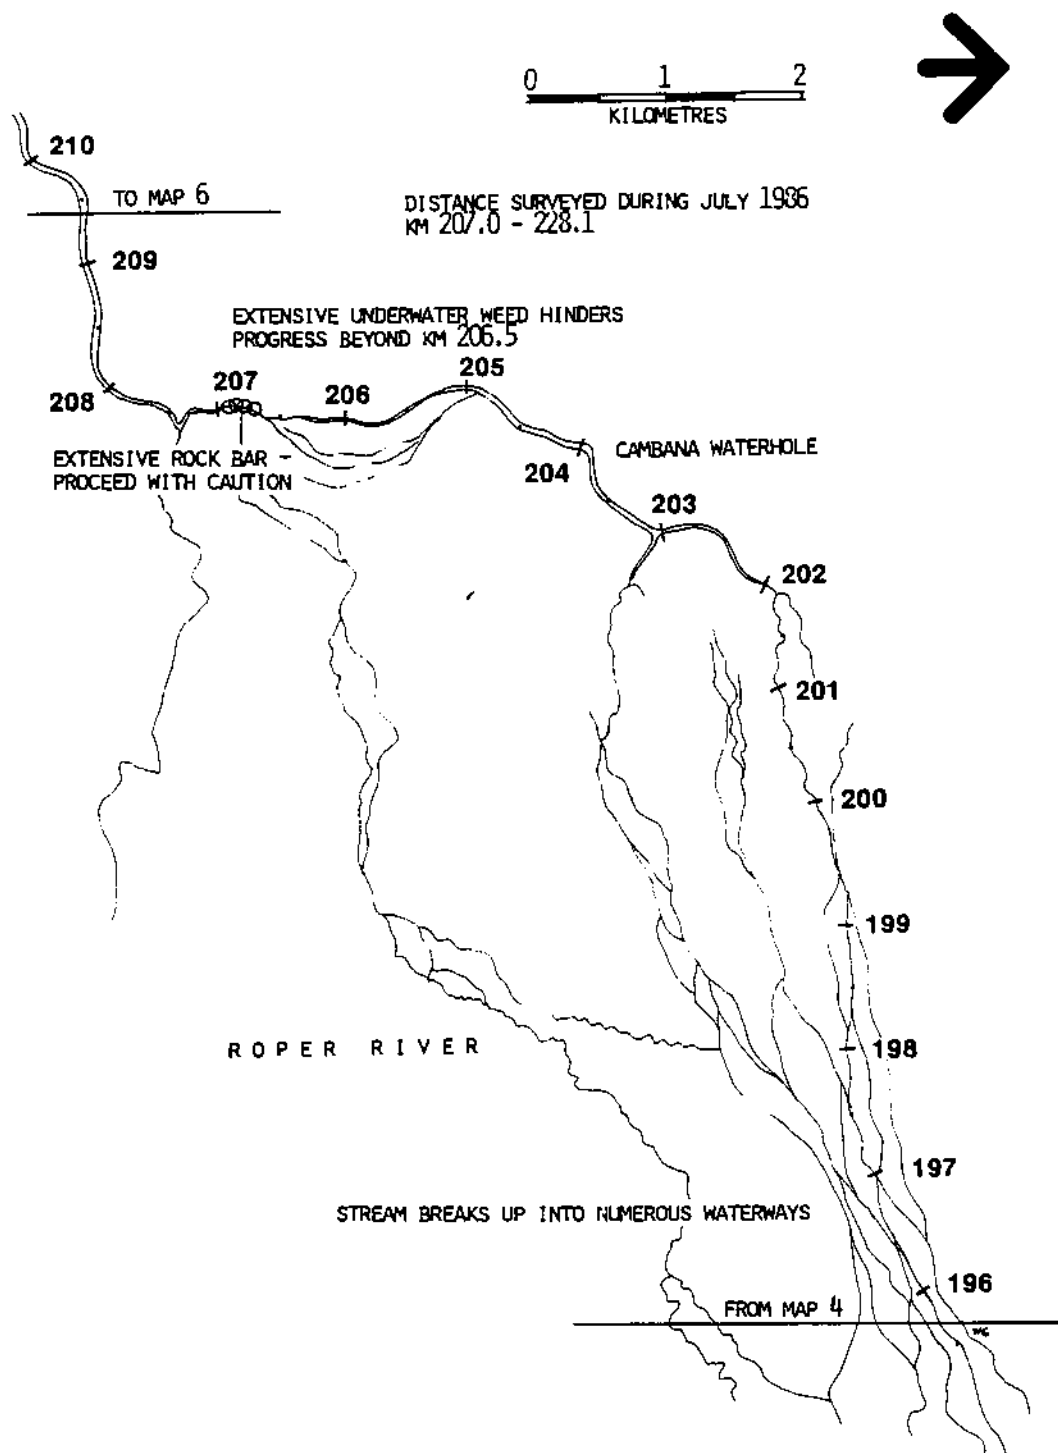 0 1 2
KILOMETRES
210
TO MAP 6
DISTANCE SURVEYED DURING JULY 1986
KM 207.0 - 228.1
209
EXTENSIVE UNDERWATER WEED HINDERS
PROGRESS BEYOND KM 206.5
205
207
208
206
204
CAMBANA WATERHOLE
EXTENSIVE ROCK BAR -
PROCEED WITH CAUTION
203
202
201
200
199
ROPER RIVER
198
197
STREAM BREAKS UP INTO NUMEROUS WATERWAYS
196
FROM MAP 4